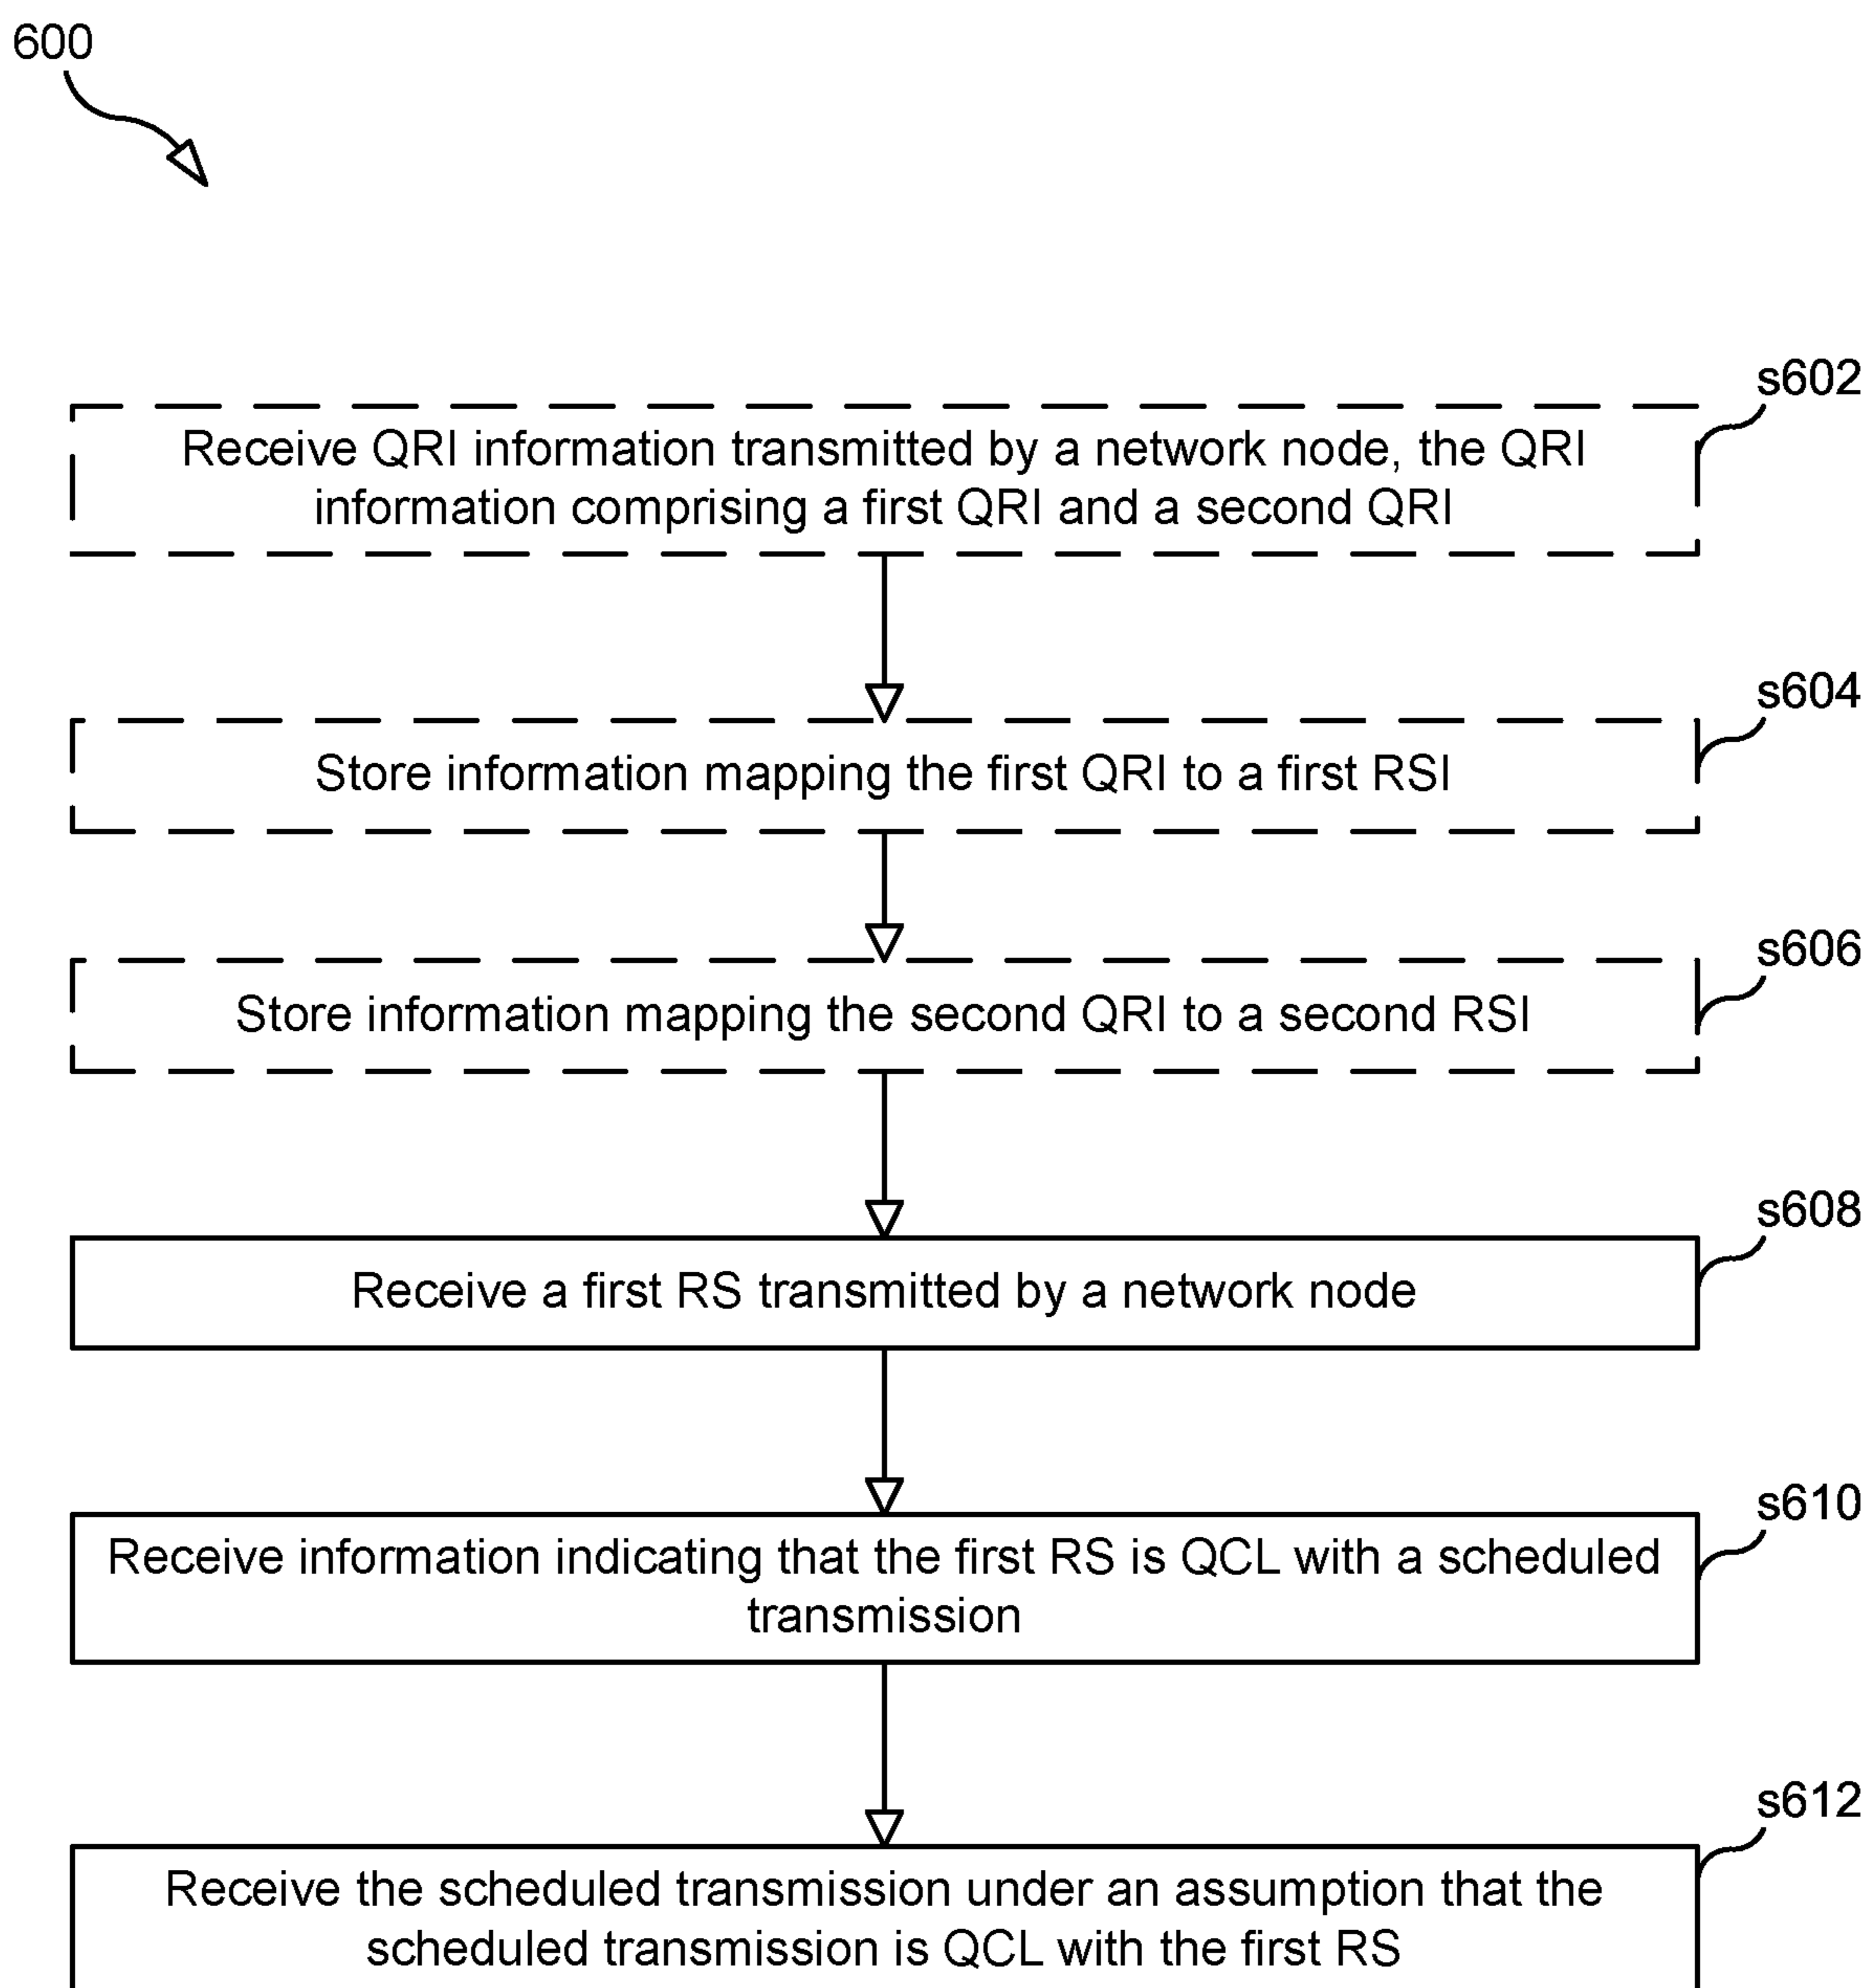 600
s602
Receive QRI information transmitted by a network node, the QRI
information comprising a first QRI and a second QRI
s604
Store information mapping the first QRI to a first RSI
s606
Store information mapping the second QRI to a second RSI
s608
Receive a first RS transmitted by a network node
s610
Receive information indicating that the first RS is QCL with a scheduled
transmission
s612
Receive the scheduled transmission under an assumption that the
scheduled transmission is QCL with the first RS